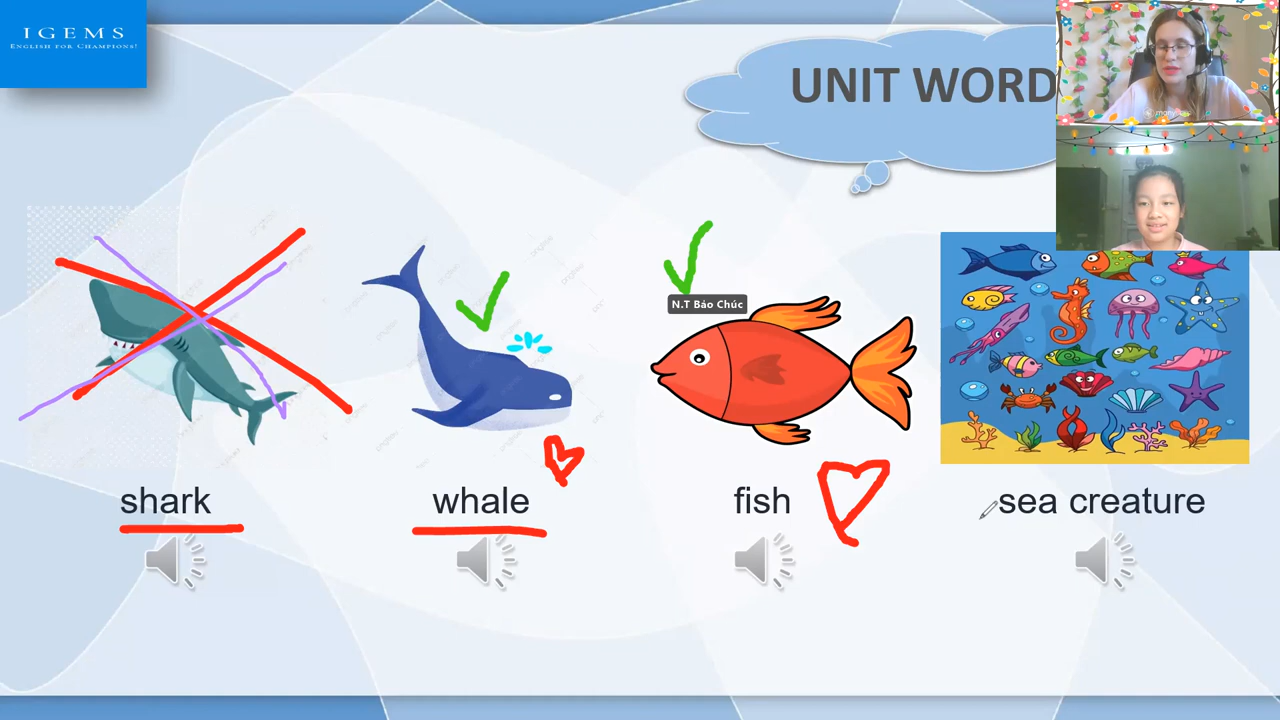 IGEMS
ENGLISH FOR CHAMPIONS!
UNIT WORD
N.T Bảo Chúc
shark
whale
fish
sea creature